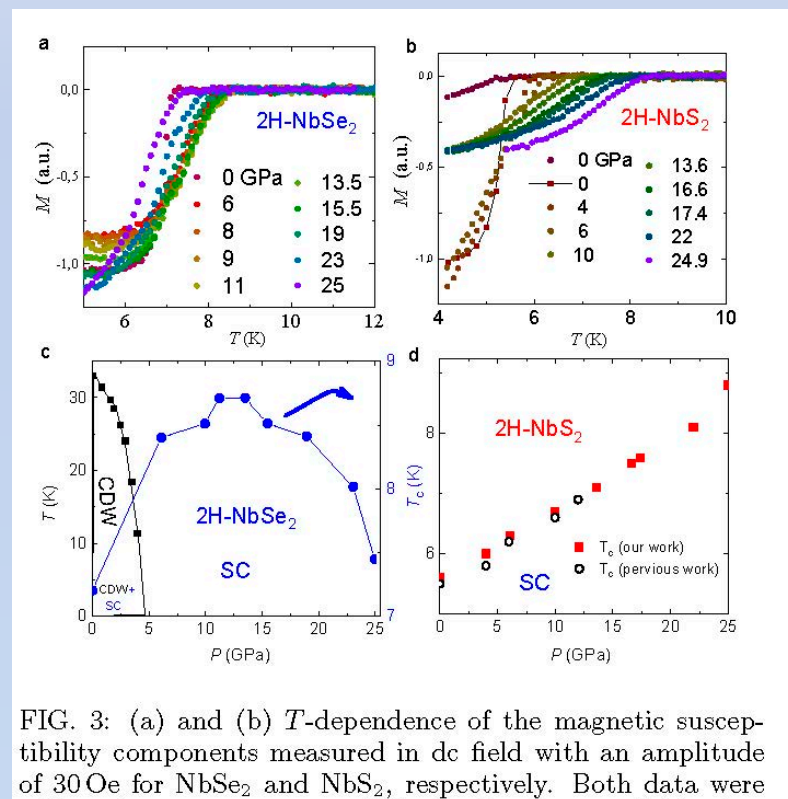 a
0,0
-0,5
-1,0
M (a.u.)
2H-NbSe2
0 GPa
6
8
9
11
13.5
15.5
19
23
25
6 8 10 12
T (K)
b
0,0
-0,5
-1,0
M (a.u.)
2H-NbS2
0 GPa
0
4
6
10
13.6
16.6
17.4
22
24.9
4 6 8 10
T (K)
c
30
20
10
0
T (K)
CDW
CDW+
SC
2H-NbSe2
SC
9
8
7
Tc (K)
0 5 10 15 20 25
P (GPa)
d
8
6
2H-NbS2
Tc (our work)
Tc (pervious work)
SC
0 5 10 15 20 25
P (GPa)
FIG. 3: (a) and (b) T-dependence of the magnetic suscep-
tibility components measured in dc field with an amplitude
of 30 Oe for NbSe2 and NbS2, respectively. Both data were